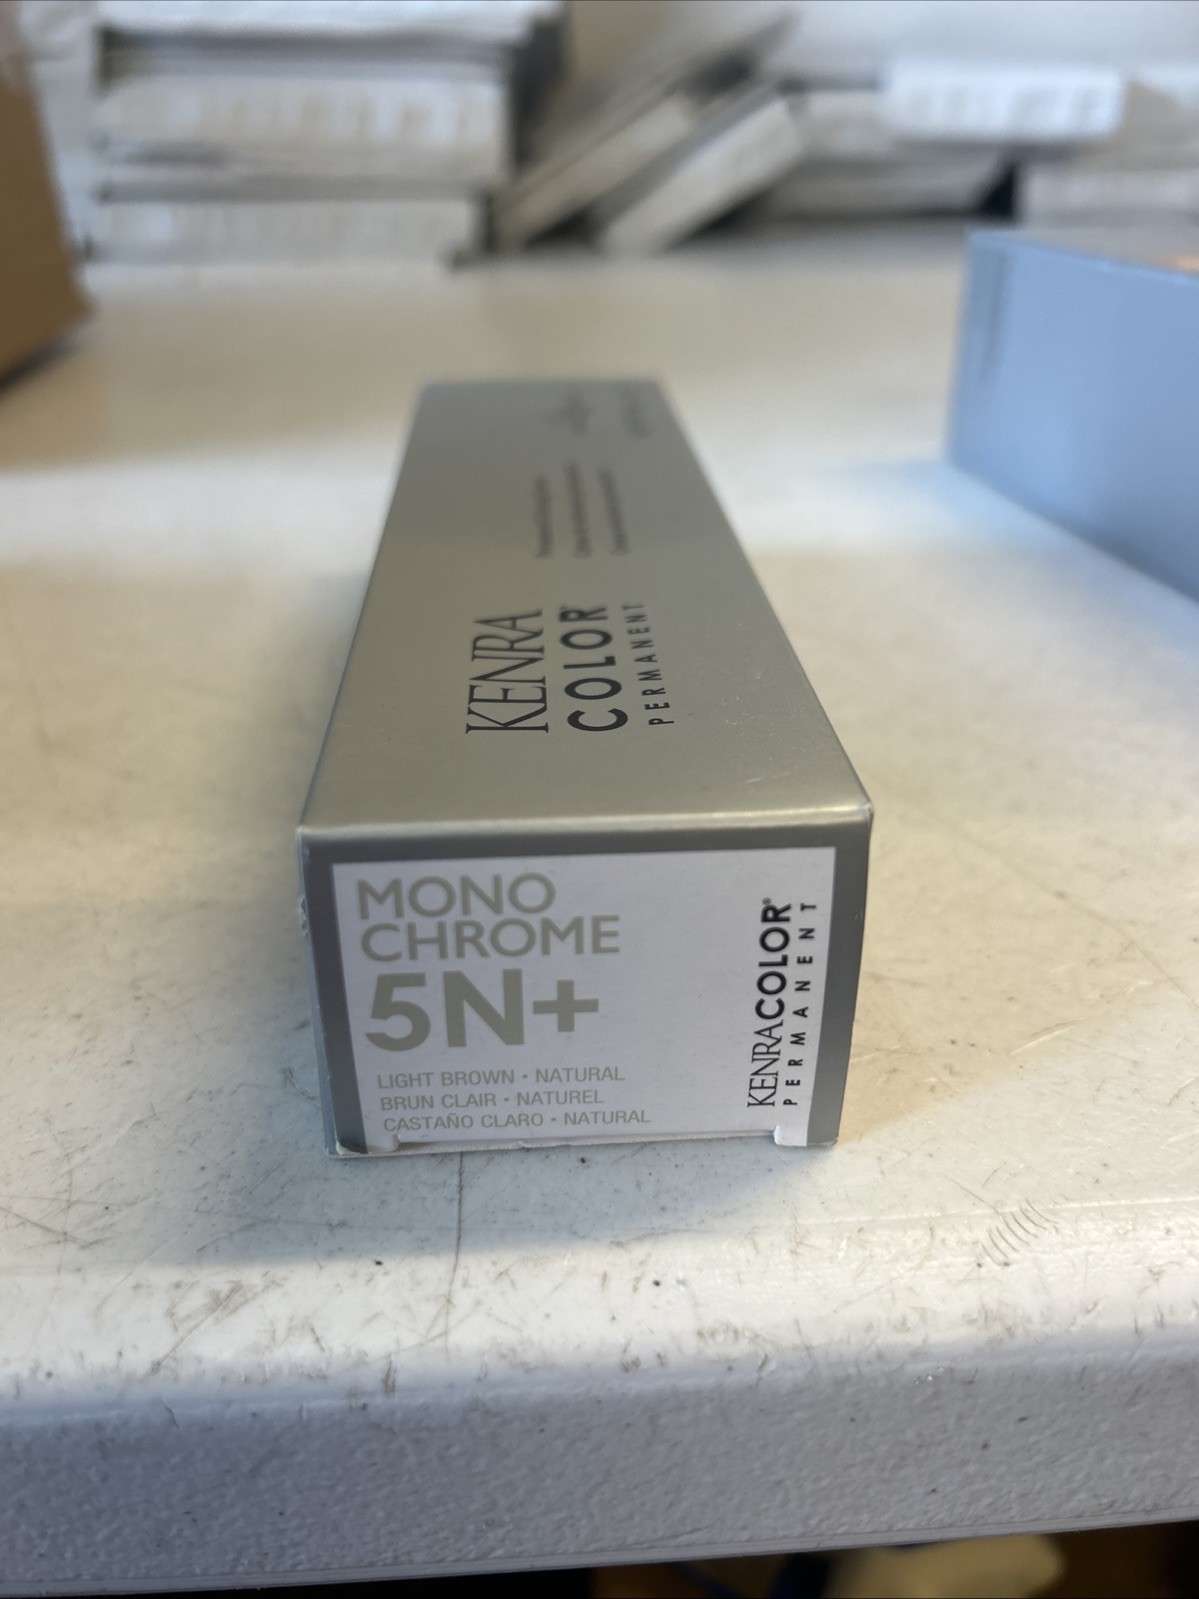 KENRA
COLOR
PERMANENT
MONO
CHROME
5N+
LIGHT BROWN • NATURAL
BRUN CLAIR • NATUREL
CASTAÑO CLARO • NATURAL
KENRACOLOR®
PERMANENT